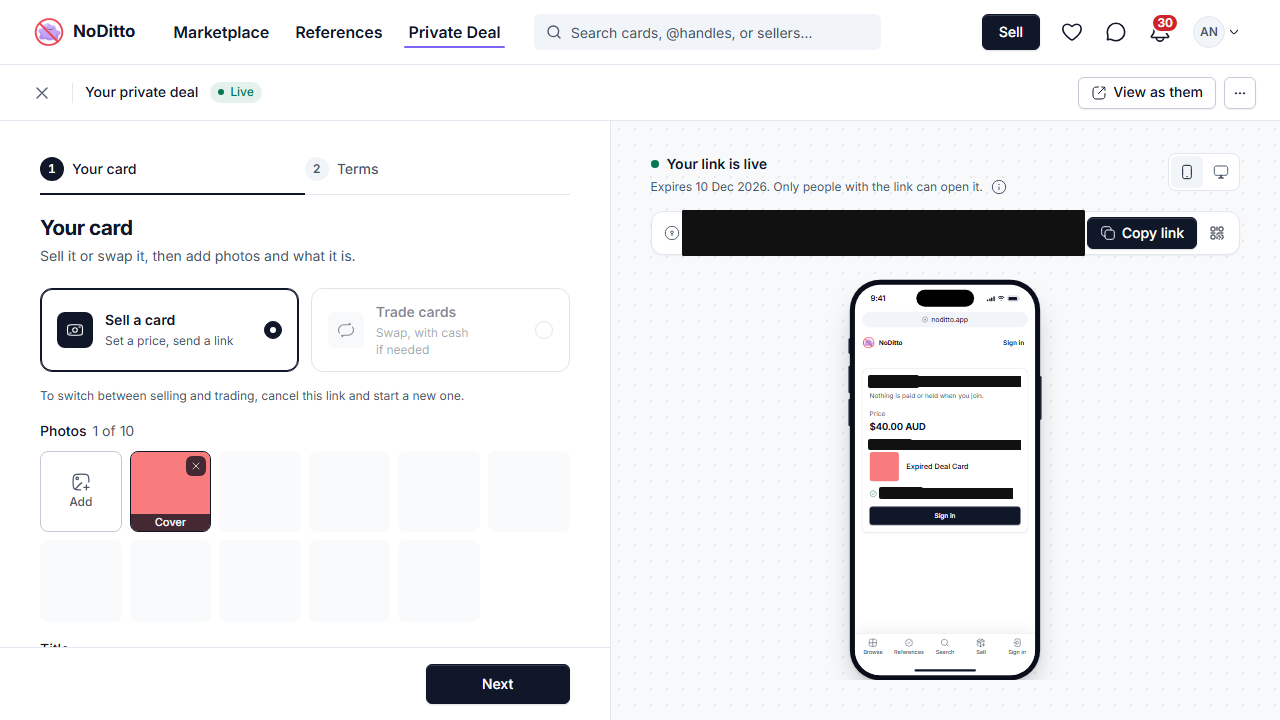 NoDitto
Marketplace
References
Private Deal
Search cards, @handles, or sellers...
Sell
30
AN
Your private deal
Live
View as them
1 Your card
2 Terms
Your card
Sell it or swap it, then add photos and what it is.
Sell a card
Set a price, send a link
Trade cards
Swap, with cash
if needed
To switch between selling and trading, cancel this link and start a new one.
Photos 1 of 10
Add
Cover
Next
Your link is live
Expires 10 Dec 2026. Only people with the link can open it.
Copy link
9:41
noditto.app
NoDitto
Sign in
Nothing is paid or held when you join.
Price
$40.00 AUD
Expired Deal Card
Sign in
Browse
References
Search
Sell
Sign in